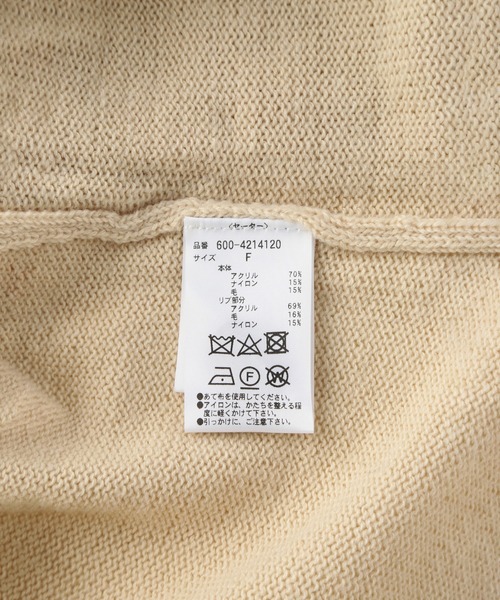 〈セーター〉
品番 600-4214120
サイズ F
本体
アクリル 70%
ナイロン 15%
毛 15%
リブ部分
アクリル 69%
毛 16%
ナイロン 15%
F W
●あて布を使用してください。
●アイロンは、かたちを整える程
度に軽くかけて下さい。
●引っかけに、ご注意下さい。